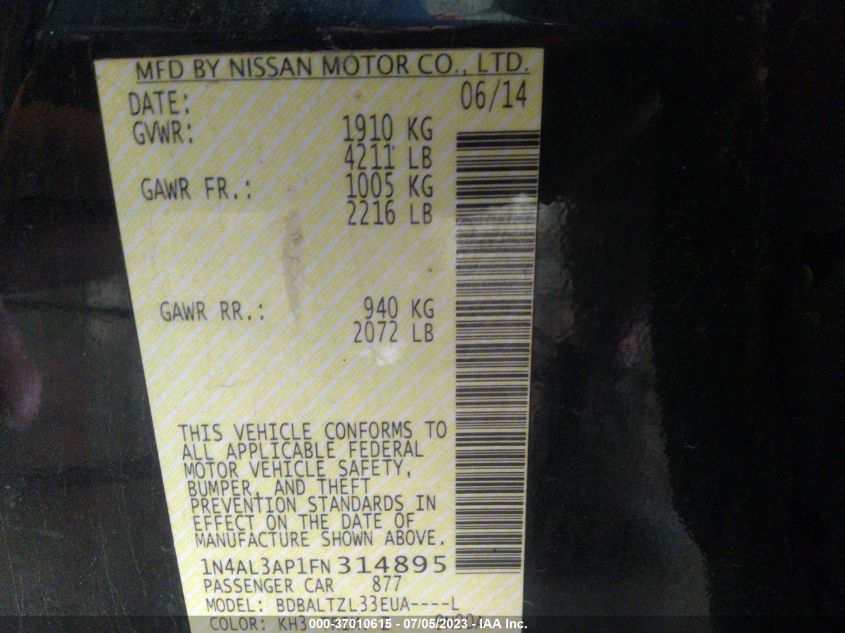 MFD BY NISSAN MOTOR CO., LTD.
DATE: 06/14
GVWR: 1910 KG
4211 LB
GAWR FR.: 1005 KG
2216 LB
GAWR RR.: 940 KG
2072 LB
THIS VEHICLE CONFORMS TO
ALL APPLICABLE FEDERAL
MOTOR VEHICLE SAFETY,
BUMPER, AND THEFT
PREVENTION STANDARDS IN
EFFECT ON THE DATE OF
MANUFACTURE SHOWN ABOVE.
1N4AL3AP1FN314895
PASSENGER CAR 877
MODEL: BDBALTZL33EUA----L
COLOR:
000-37010615 - 07/05/2023 - IAA Inc.